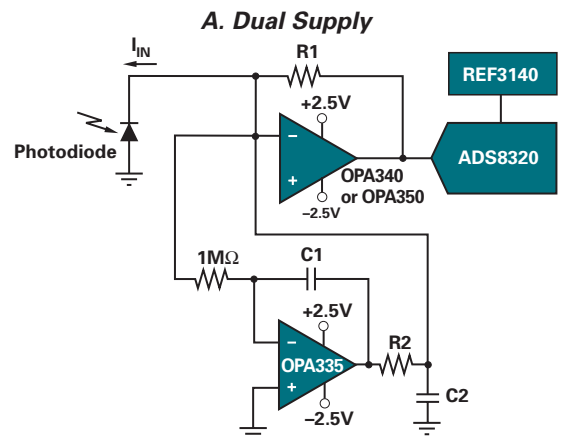 A. Dual Supply
I_IN
R1
REF3140
+2.5V
−
Photodiode
+
ADS8320
OPA340
or OPA350
−2.5V
1MΩ
C1
+2.5V
R2
−
OPA335
+
C2
−2.5V